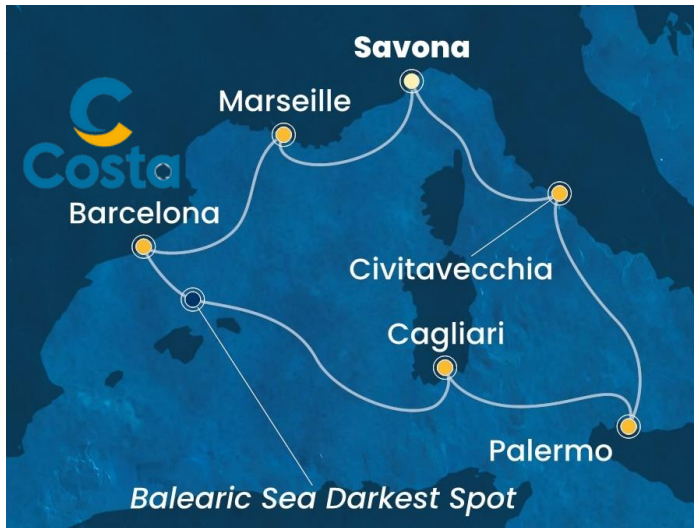 Savona
Marseille
Costa
Barcelona
Civitavecchia
Cagliari
Palermo
Balearic Sea Darkest Spot